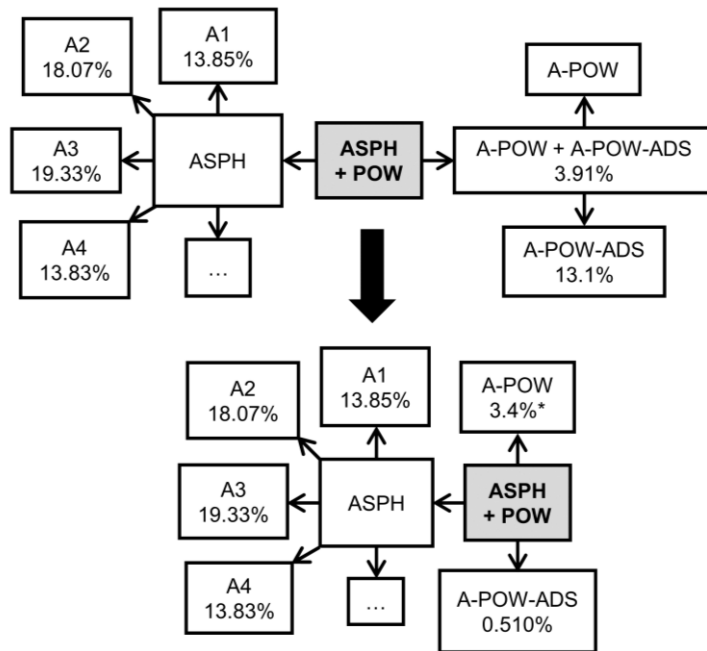 A2
18.07%
A1
13.85%
A-POW
A3
19.33%
ASPH
ASPH
+ POW
A-POW + A-POW-ADS
3.91%
A4
13.83%
...
A-POW-ADS
13.1%
A2
18.07%
A1
13.85%
A-POW
3.4%*
A3
19.33%
ASPH
ASPH
+ POW
A4
13.83%
...
A-POW-ADS
0.510%